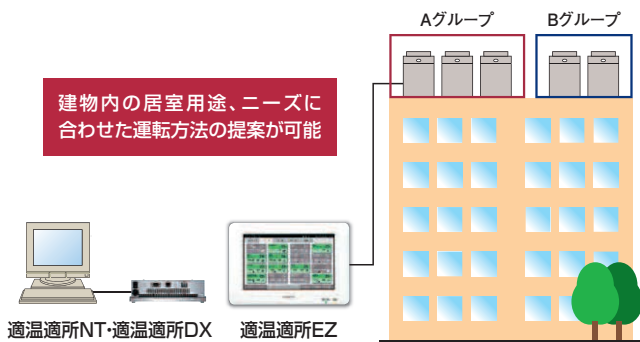 Aグループ
Bグループ
建物内の居室用途、ニーズに
合わせた運転方法の提案が可能
適温適所NT・適温適所DX
適温適所EZ